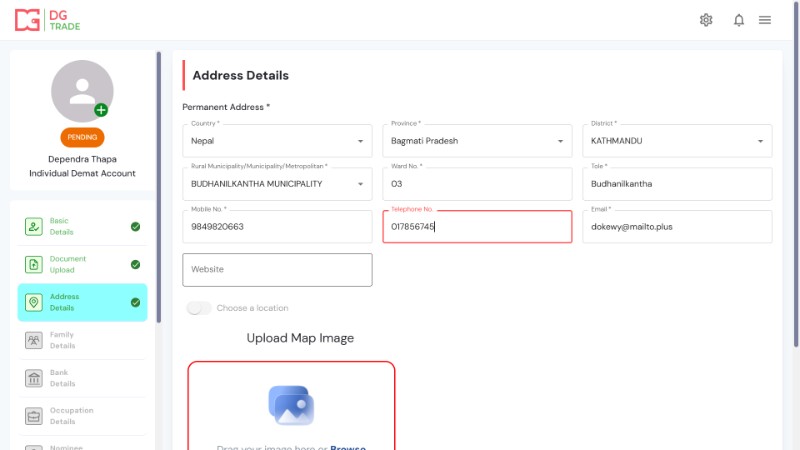 DG
TRADE
PENDING
Dependra Thapa
Individual Demat Account
Basic
Details
Document
Upload
Address
Details
Family
Details
Bank
Details
Occupation
Details
Nominee
Address Details
Permanent Address *
Country *
Nepal
Province *
Bagmati Pradesh
District *
KATHMANDU
Rural Municipality/Municipality/Metropolitan *
BUDHANILKANTHA MUNICIPALITY
Ward No. *
03
Tole *
Budhanilkantha
Mobile No. *
9849820663
Telephone No.
017856745
Email *
dokewy@mailto.plus
Website
Choose a location
Upload Map Image
Drag your image here or Browse